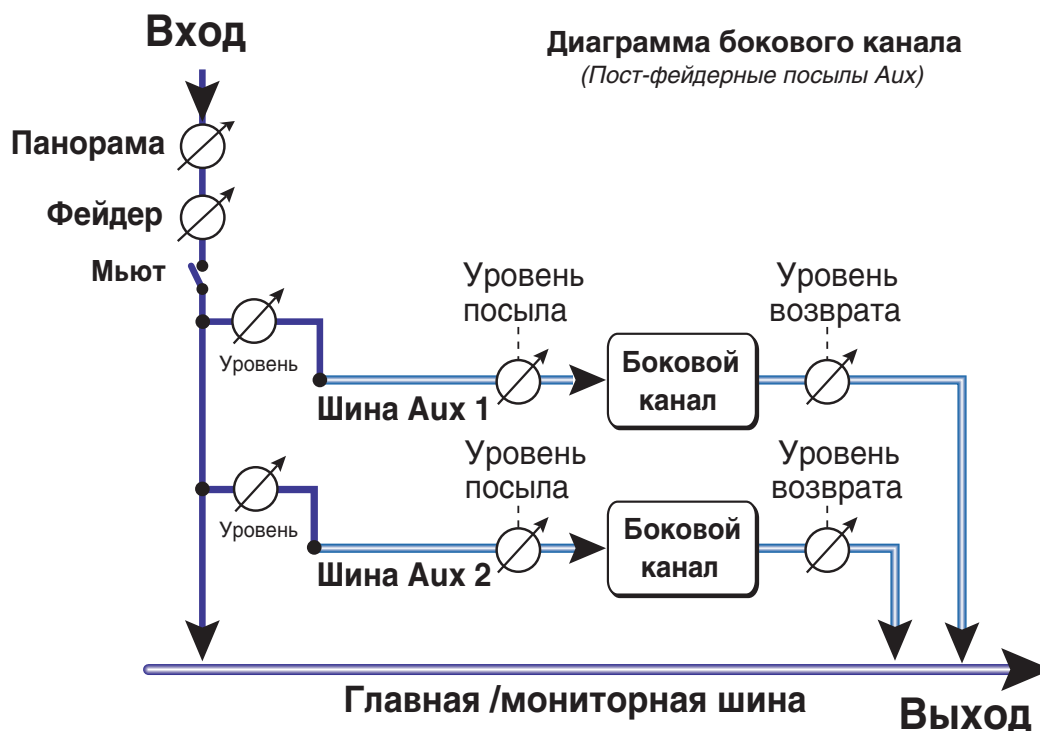 Вход
Диаграмма бокового канала
(Пост-фейдерные посылы Aux)
Панорама
Фейдер
Мьют
Уровень
посыла
Уровень
возврата
Уровень
Боковой
канал
Шина Aux 1
Уровень
посыла
Уровень
возврата
Уровень
Боковой
канал
Шина Aux 2
Главная /мониторная шина
Выход